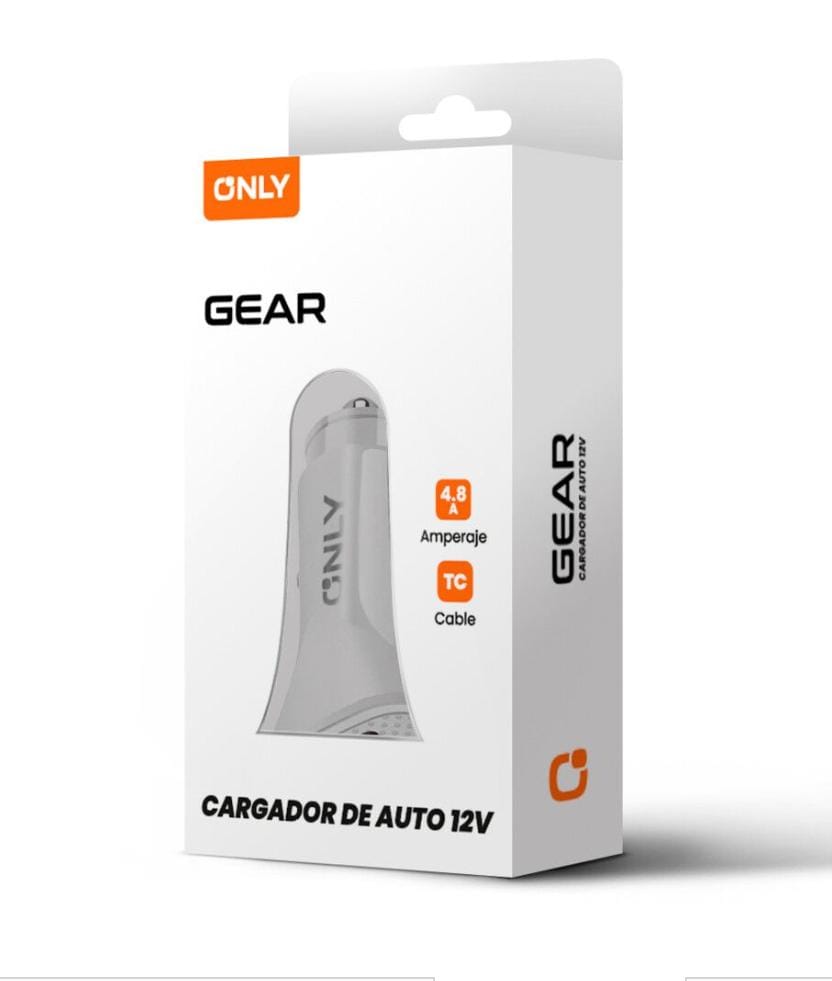 ONLY
GEAR
ONLY
4.8
A
Amperaje
TC
Cable
CARGADOR DE AUTO 12V
GEAR
CARGADOR DE AUTO 12V